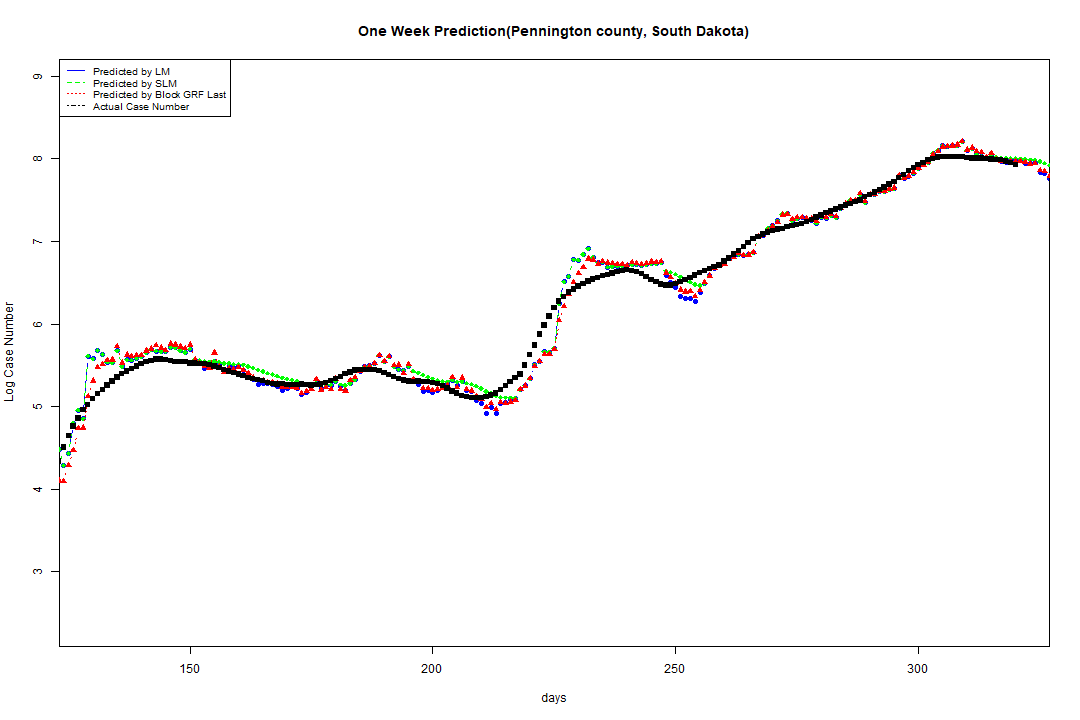 One Week Prediction(Pennington county, South Dakota)
Predicted by LM
Predicted by SLM
Predicted by Block GRF Last
Actual Case Number
Log Case Number
9
8
7
6
5
4
3
150
200
250
300
days